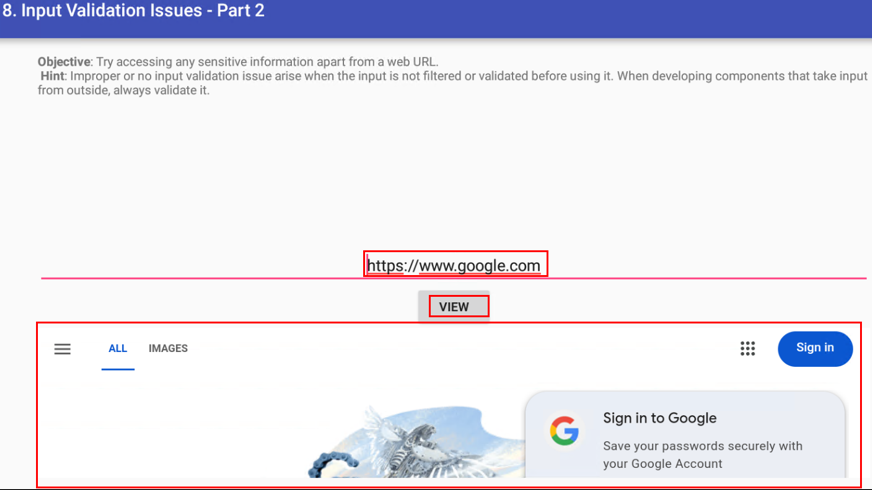 8. Input Validation Issues - Part 2
Objective: Try accessing any sensitive information apart from a web URL.
Hint: Improper or no input validation issue arise when the input is not filtered or validated before using it. When developing components that take input
from outside, always validate it.
https://www.google.com
VIEW
ALL IMAGES Sign in
Sign in to Google
Save your passwords securely with
your Google Account